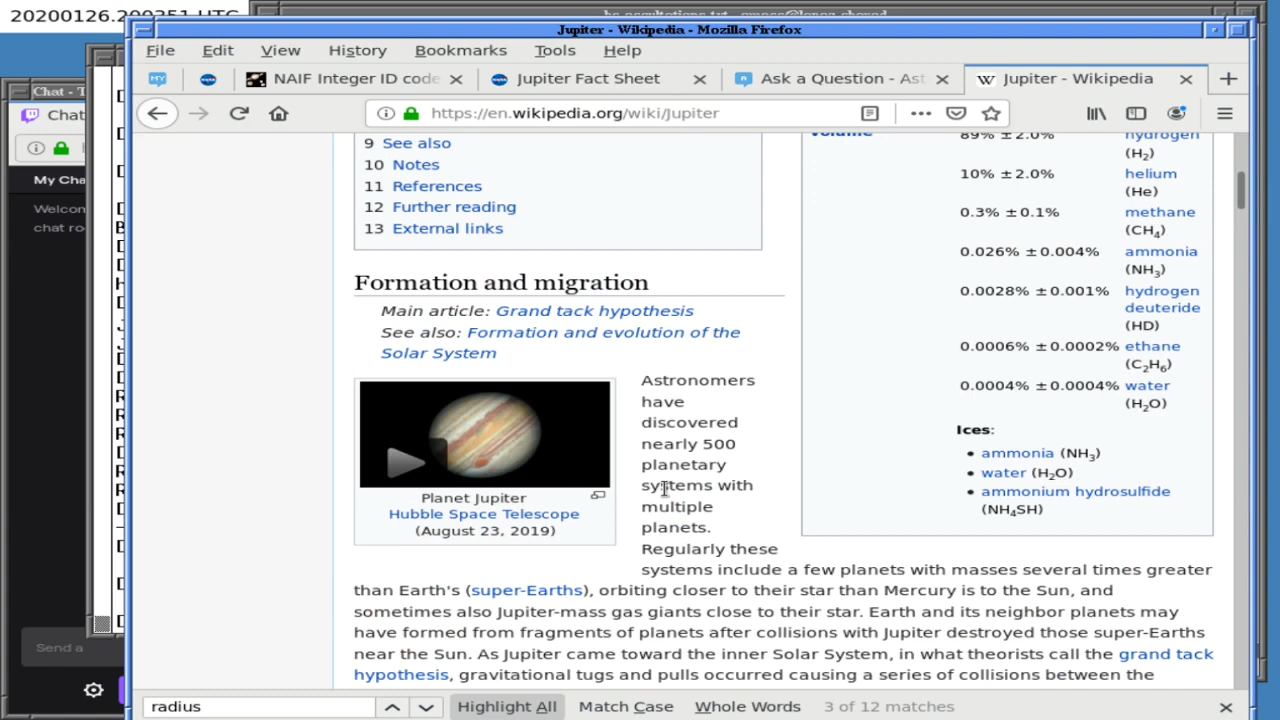 20200126.200351 UTC
Jupiter - Wikipedia - Mozilla Firefox
File Edit View History Bookmarks Tools Help
MY NAIF Integer ID code Jupiter Fact Sheet Ask a Question - Ast Jupiter - Wikipedia
https://en.wikipedia.org/wiki/Jupiter
Chat - T
Chat
My Cha
Welcon
chat ro
Send a
9 See also
10 Notes
11 References
12 Further reading
13 External links
Formation and migration
Main article: Grand tack hypothesis
See also: Formation and evolution of the
Solar System
Planet Jupiter
Hubble Space Telescope
(August 23, 2019)
Astronomers
have
discovered
nearly 500
planetary
systems with
multiple
planets.
Regularly these
systems include a few planets with masses several times greater
than Earth's (super-Earths), orbiting closer to their star than Mercury is to the Sun, and
sometimes also Jupiter-mass gas giants close to their star. Earth and its neighbor planets may
have formed from fragments of planets after collisions with Jupiter destroyed those super-Earths
near the Sun. As Jupiter came toward the inner Solar System, in what theorists call the grand tack
hypothesis, gravitational tugs and pulls occurred causing a series of collisions between the
volume 89% ±2.0% hydrogen
(H₂)
10% ±2.0% helium
(He)
0.3% ±0.1% methane
(CH₄)
0.026% ±0.004% ammonia
(NH₃)
0.0028% ±0.001% hydrogen
deuteride
(HD)
0.0006% ±0.0002% ethane
(C₂H₆)
0.0004% ±0.0004% water
(H₂O)
Ices:
• ammonia (NH₃)
• water (H₂O)
• ammonium hydrosulfide
(NH₄SH)
radius Highlight All Match Case Whole Words 3 of 12 matches